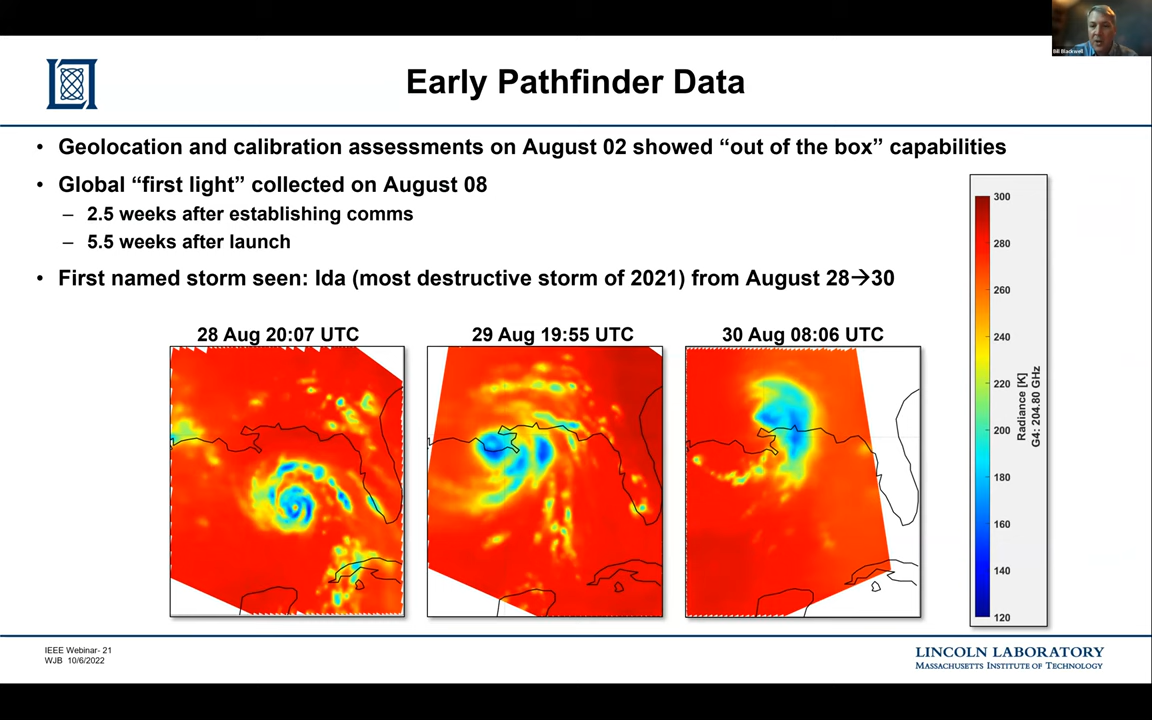 Bill Blackwell
Early Pathfinder Data
• Geolocation and calibration assessments on August 02 showed “out of the box” capabilities
• Global “first light” collected on August 08
– 2.5 weeks after establishing comms
– 5.5 weeks after launch
• First named storm seen: Ida (most destructive storm of 2021) from August 28→30
28 Aug 20:07 UTC
29 Aug 19:55 UTC
30 Aug 08:06 UTC
300
280
260
240
220
200
180
160
140
120
Radiance [K]
G4: 204.80 GHz
IEEE Webinar- 21
WJB 10/6/2022
LINCOLN LABORATORY
MASSACHUSETTS INSTITUTE OF TECHNOLOGY